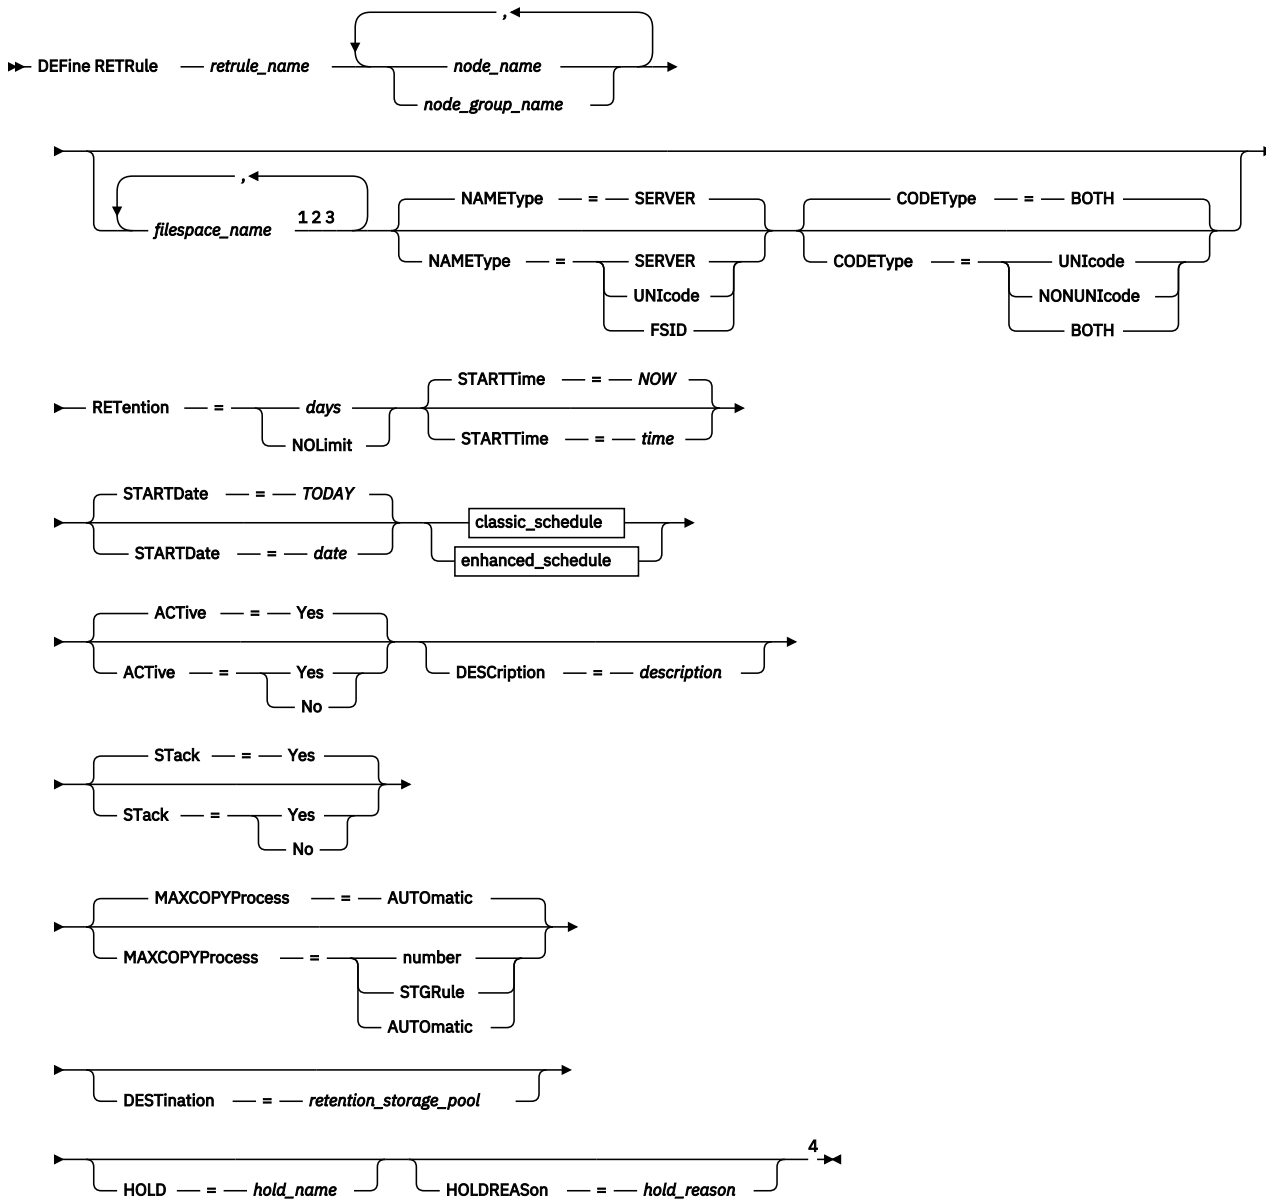 ,
DEFine RETRule retrule_name node_name
node_group_name
,
NAMEType = SERVER CODEType = BOTH
filespace_name 1 2 3
NAMEType = SERVER CODEType = UNIcode
UNIcode NONUNIcode
FSID BOTH
STARTTime = NOW
RETention = days
NOLimit STARTTime = time
STARTDate = TODAY
classic_schedule
STARTDate = date enhanced_schedule
ACTive = Yes
ACTive = Yes DESCription = description
No
STack = Yes
STack = Yes
No
MAXCOPYProcess = AUTOmatic
MAXCOPYProcess = number
STGRule
AUTOmatic
DESTination = retention_storage_pool
4
HOLD = hold_name HOLDREASon = hold_reason